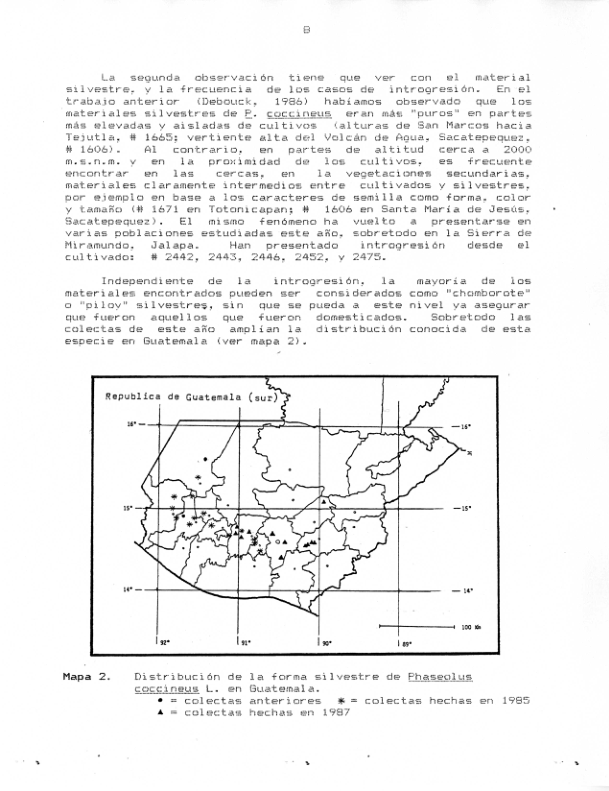 8
La segunda observación tiene que ver con el material
silvestre, y la frecuencia de los casos de introgresión. En el
trabajo anterior (Debouck, 1986) habíamos observado que los
materiales silvestres de P. coccineus eran más "puros" en partes
más elevadas y aisladas de cultivos (alturas de San Marcos hacia
Tejutla, # 1665; vertiente alta del Volcán de Agua, Sacatepequez,
# 1606). Al contrario, en partes de altitud cerca a 2000
m.s.n.m. y en la proximidad de los cultivos, es frecuente
encontrar en las cercas, en la vegetaciones secundarias,
materiales claramente intermedios entre cultivados y silvestres,
por ejemplo en base a los caracteres de semilla como forma, color
y tamaño (# 1671 en Totonicapan; # 1606 en Santa María de Jesús,
Sacatepequez). El mismo fenómeno ha vuelto a presentarse en
varias poblaciones estudiadas este año, sobretodo en la Sierra de
Miramundo, Jalapa. Han presentado introgresión desde el
cultivado: # 2442, 2443, 2446, 2452, y 2475.
Independiente de la introgresión, la mayoría de los
materiales encontrados pueden ser considerados como "chomborote"
o "piloy" silvestres, sin que se pueda a este nivel ya asegurar
que fueron aquellos que fueron domesticados. Sobretodo las
colectas de este año amplian la distribución conocida de esta
especie en Guatemala (ver mapa 2).
Republica de Guatemala (sur)
16° 16°
15° 15°
14° 14°
100 Km
92° 91° 90° 89°
Mapa 2. Distribución de la forma silvestre de Phaseolus
coccineus L. en Guatemala.
● = colectas anteriores * = colectas hechas en 1985
▲ = colectas hechas en 1987